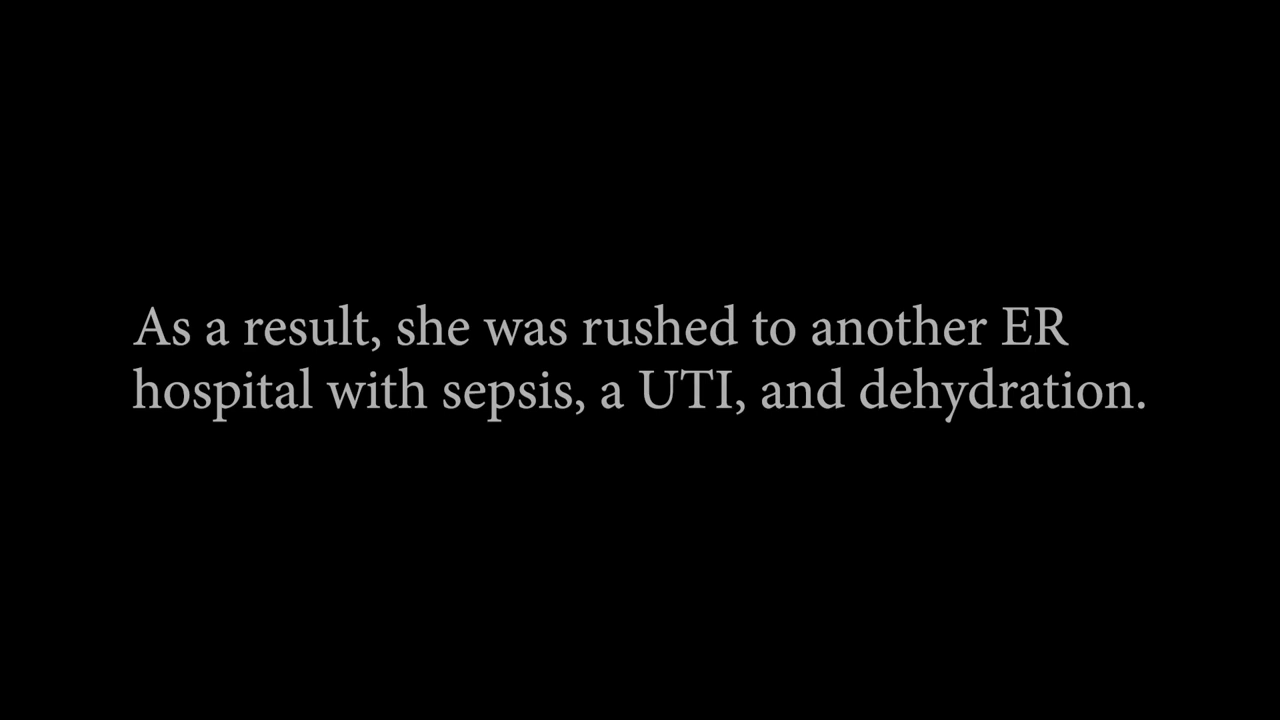 As a result, she was rushed to another ER
hospital with sepsis, a UTI, and dehydration.